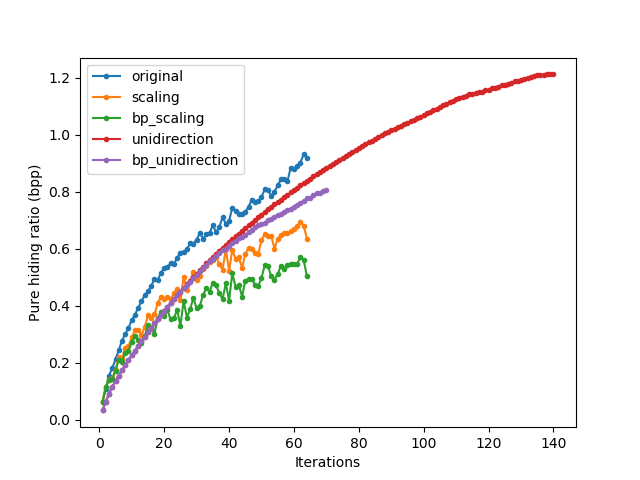 Pure hiding ratio (bpp)
1.2
1.0
0.8
0.6
0.4
0.2
0.0
original
scaling
bp_scaling
unidirection
bp_unidirection
0 20 40 60 80 100 120 140
Iterations